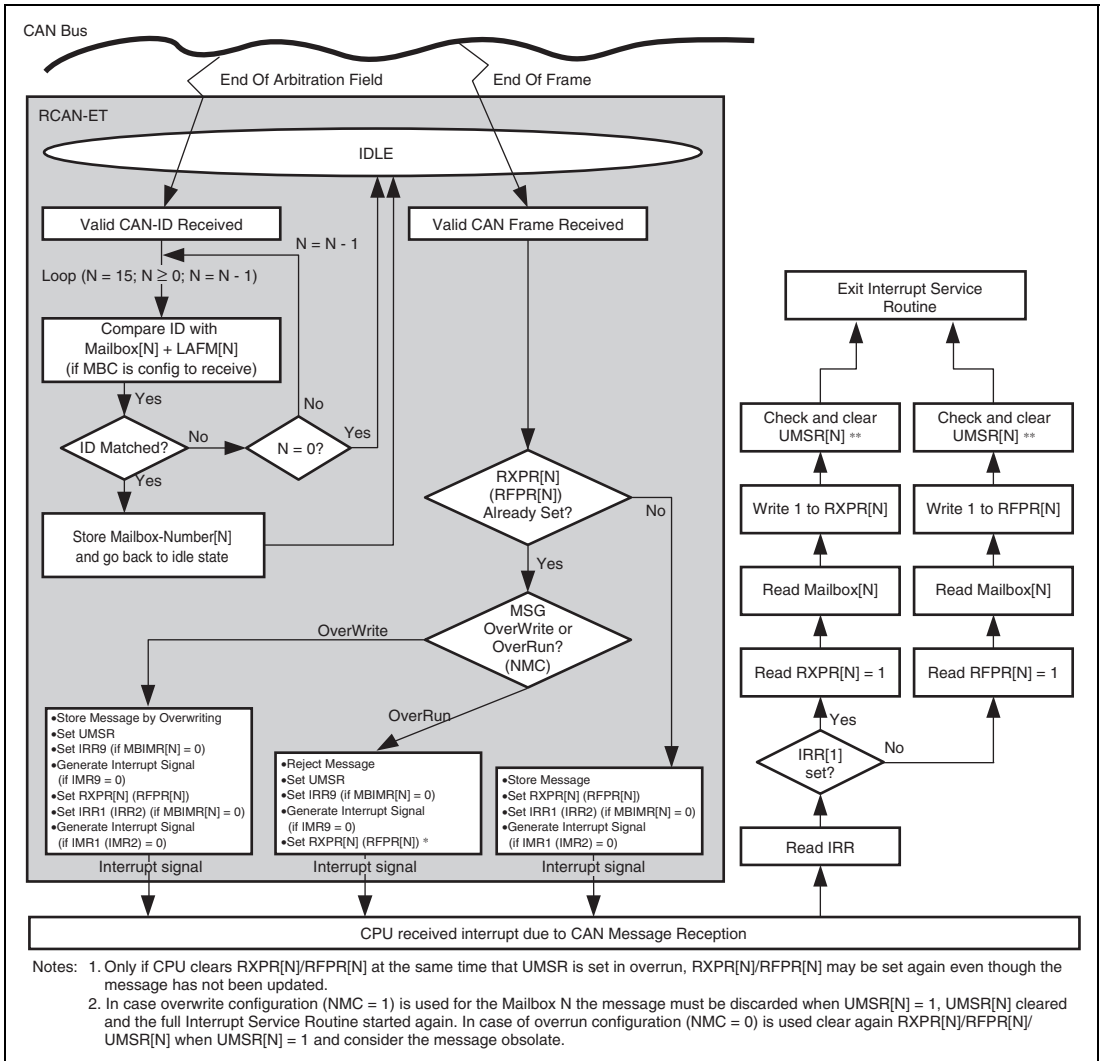 CAN Bus
End Of Arbitration Field
End Of Frame
RCAN-ET
IDLE
Valid CAN-ID Received
Valid CAN Frame Received
N = N - 1
Loop (N = 15; N ≥ 0; N = N - 1)
Compare ID with
Mailbox[N] + LAFM[N]
(if MBC is config to receive)
Yes
ID Matched?
No
N = 0?
No
Yes
Yes
Store Mailbox-Number[N]
and go back to idle state
RXPR[N]
(RFPR[N])
Already Set?
No
Yes
MSG
OverWrite or
OverRun?
(NMC)
OverWrite
OverRun
•Store Message by Overwriting
•Set UMSR
•Set IRR9 (if MBIMR[N] = 0)
•Generate Interrupt Signal
(if IMR9 = 0)
•Set RXPR[N] (RFPR[N])
•Set IRR1 (IRR2) (if MBIMR[N] = 0)
•Generate Interrupt Signal
(if IMR1 (IMR2) = 0)
•Reject Message
•Set UMSR
•Set IRR9 (if MBIMR[N] = 0)
•Generate Interrupt Signal
(if IMR9 = 0)
•Set RXPR[N] (RFPR[N]) *
•Store Message
•Set RXPR[N] (RFPR[N])
•Set IRR1 (IRR2) (if MBIMR[N] = 0)
•Generate Interrupt Signal
(if IMR1 (IMR2) = 0)
Interrupt signal
Interrupt signal
Interrupt signal
Exit Interrupt Service
Routine
Check and clear
UMSR[N] **
Check and clear
UMSR[N] **
Write 1 to RXPR[N]
Write 1 to RFPR[N]
Read Mailbox[N]
Read Mailbox[N]
Read RXPR[N] = 1
Read RFPR[N] = 1
Yes
No
IRR[1]
set?
Read IRR
CPU received interrupt due to CAN Message Reception
Notes: 1. Only if CPU clears RXPR[N]/RFPR[N] at the same time that UMSR is set in overrun, RXPR[N]/RFPR[N] may be set again even though the
message has not been updated.
2. In case overwrite configuration (NMC = 1) is used for the Mailbox N the message must be discarded when UMSR[N] = 1, UMSR[N] cleared
and the full Interrupt Service Routine started again. In case of overrun configuration (NMC = 0) is used clear again RXPR[N]/RFPR[N]/
UMSR[N] when UMSR[N] = 1 and consider the message obsolate.